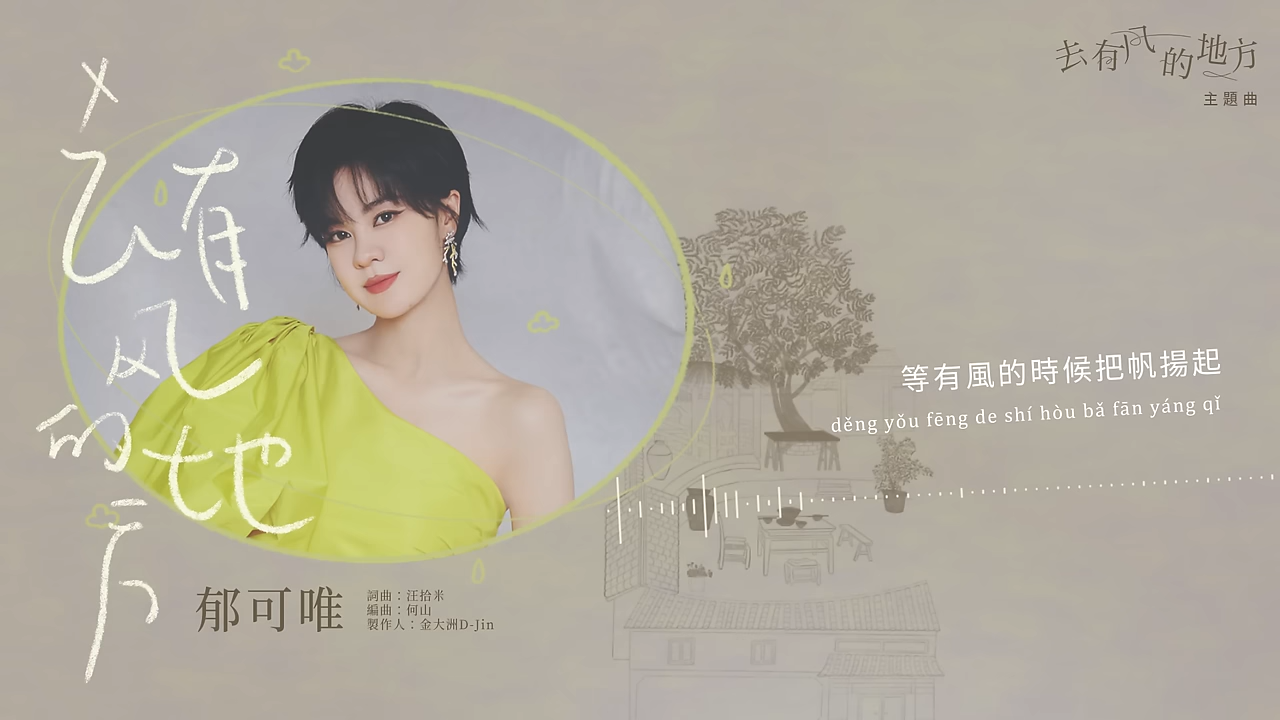 去有风的地方
去有风的地方
主題曲
等有風的時候把帆揚起
děng yǒu fēng de shí hòu bǎ fān yáng qǐ
郁可唯
詞曲：汪拾米
編曲：何山
製作人：金大洲D-Jin